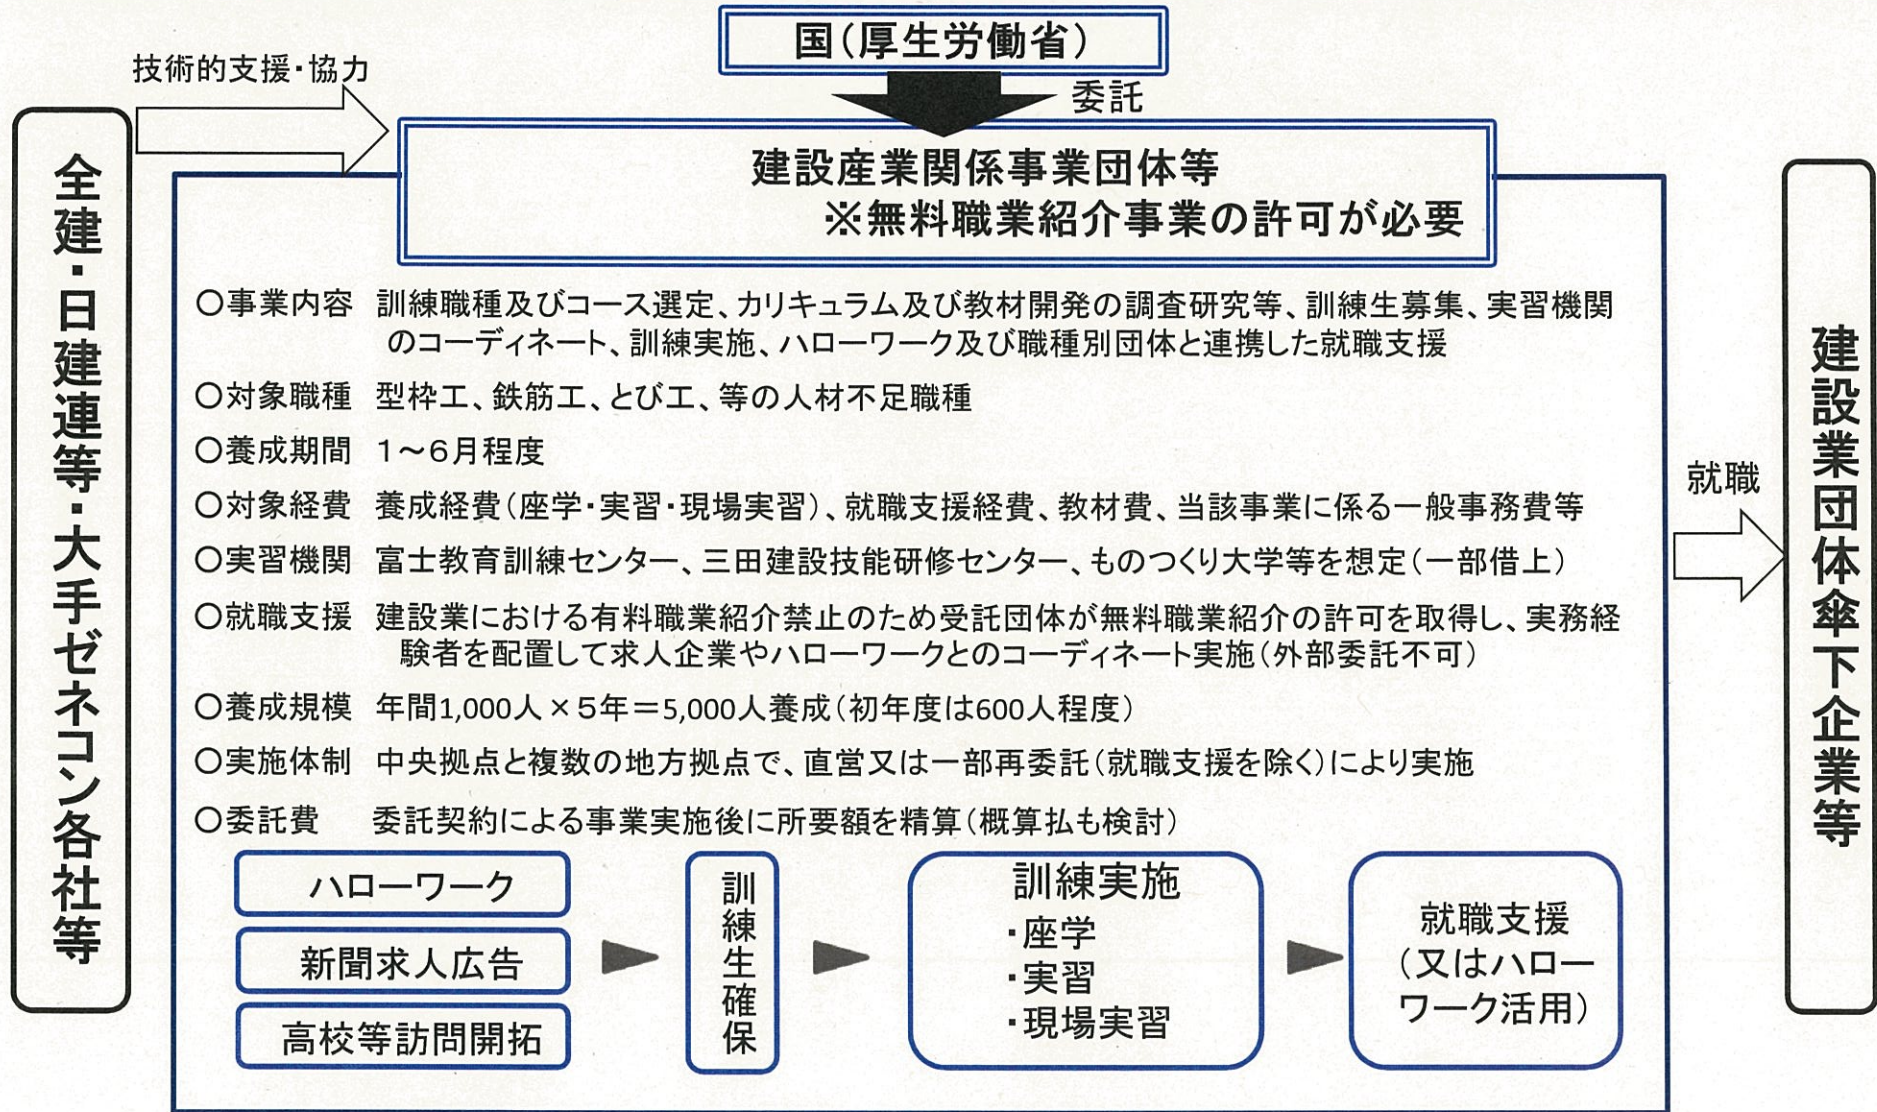 国(厚生労働省)
技術的支援・協力
委託
建設産業関係事業団体等
※無料職業紹介事業の許可が必要
全建・日建連等・大手ゼネコン各社等
○事業内容 訓練職種及びコース選定、カリキュラム及び教材開発の調査研究等、訓練生募集、実習機関
のコーディネート、訓練実施、ハローワーク及び職種別団体と連携した就職支援
○対象職種 型枠工、鉄筋工、とび工、等の人材不足職種
○養成期間 1～6月程度
○対象経費 養成経費(座学・実習・現場実習)、就職支援経費、教材費、当該事業に係る一般事務費等
○実習機関 富士教育訓練センター、三田建設技能研修センター、ものつくり大学等を想定(一部借上)
○就職支援 建設業における有料職業紹介禁止のため受託団体が無料職業紹介の許可を取得し、実務経
験者を配置して求人企業やハローワークとのコーディネート実施(外部委託不可)
○養成規模 年間1,000人×5年＝5,000人養成(初年度は600人程度)
○実施体制 中央拠点と複数の地方拠点で、直営又は一部再委託(就職支援を除く)により実施
○委託費 委託契約による事業実施後に所要額を精算(概算払も検討)
ハローワーク
新聞求人広告
高校等訪問開拓
訓練生確保
訓練実施
・座学
・実習
・現場実習
就職支援
(又はハロー
ワーク活用)
就職
建設業団体傘下企業等